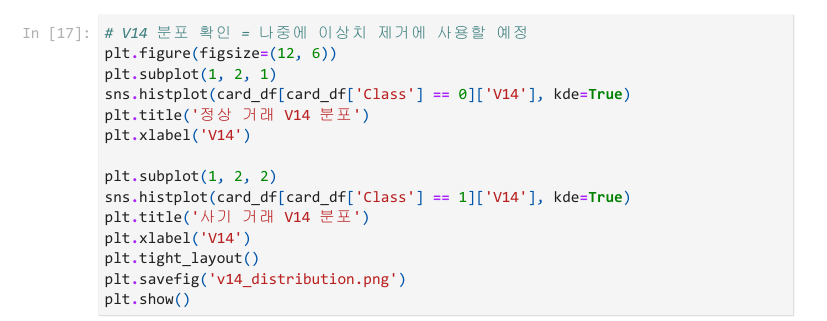 In [17]: # V14 분포 확인 = 나중에 이상치 제거에 사용할 예정
plt.figure(figsize=(12, 6))
plt.subplot(1, 2, 1)
sns.histplot(card_df[card_df['Class'] == 0]['V14'], kde=True)
plt.title('정상 거래 V14 분포')
plt.xlabel('V14')

plt.subplot(1, 2, 2)
sns.histplot(card_df[card_df['Class'] == 1]['V14'], kde=True)
plt.title('사기 거래 V14 분포')
plt.xlabel('V14')
plt.tight_layout()
plt.savefig('v14_distribution.png')
plt.show()